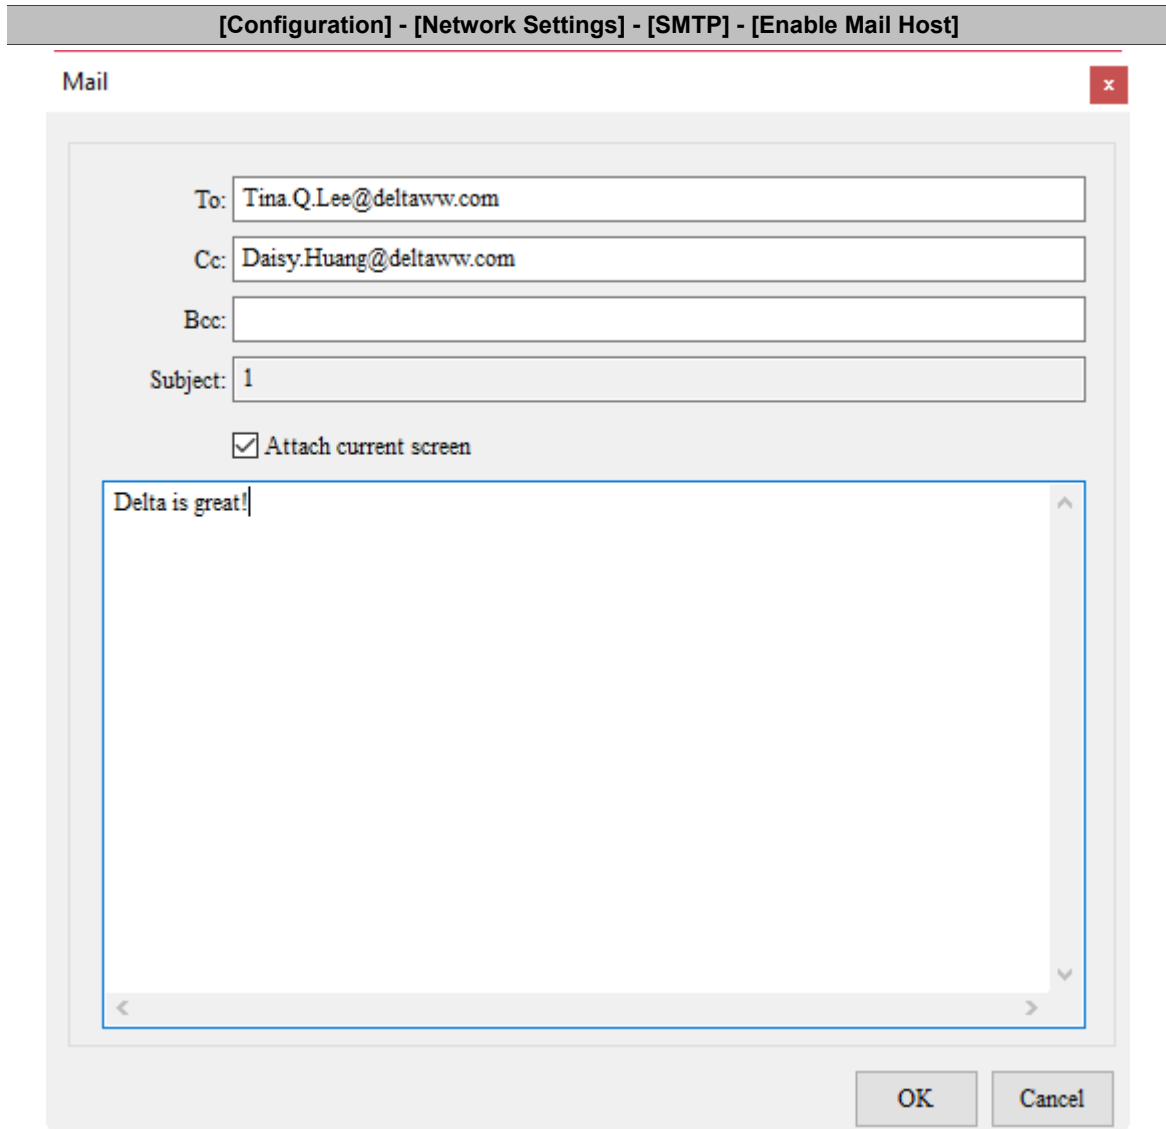 [Configuration] - [Network Settings] - [SMTP] - [Enable Mail Host]
Mail
x
To: Tina.Q.Lee@deltaww.com
Cc: Daisy.Huang@deltaww.com
Bcc:
Subject: 1
Attach current screen
Delta is great!
OK Cancel